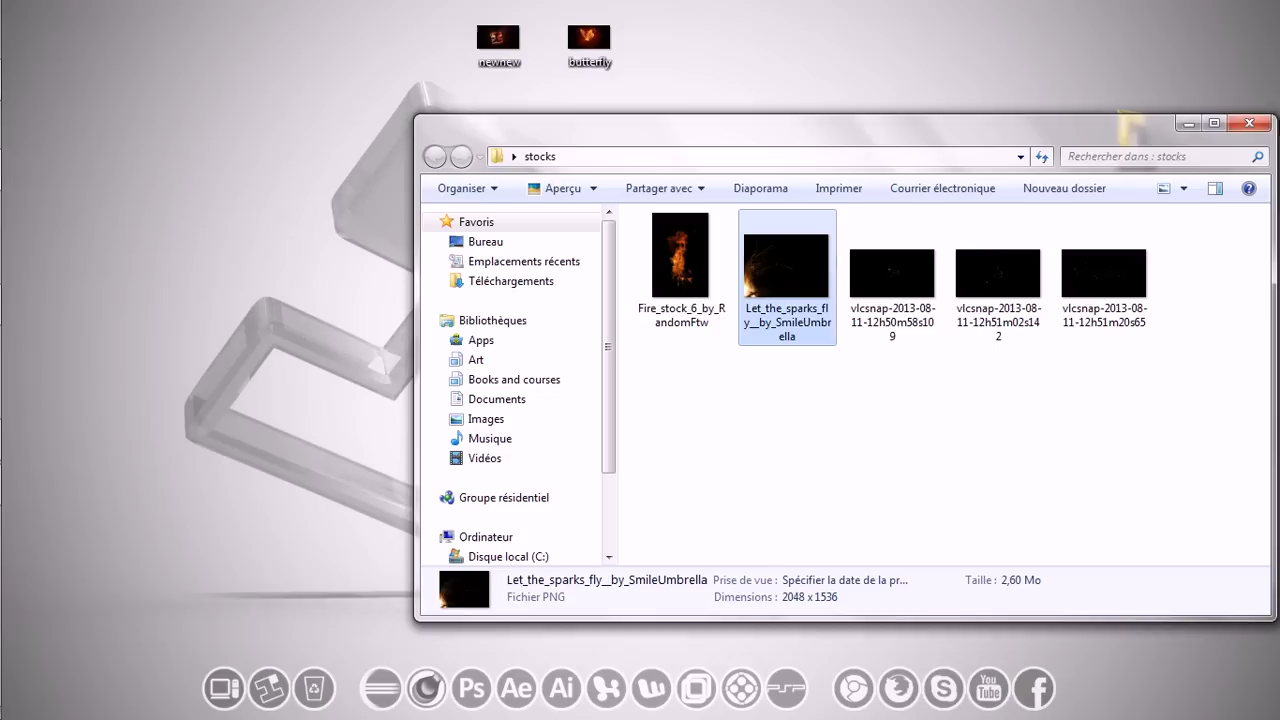 newnew
butterfly
stocks
Rechercher dans : stocks
Organiser
Aperçu
Partager avec
Diaporama
Imprimer
Courrier électronique
Nouveau dossier
Favoris
Bureau
Emplacements récents
Téléchargements
Bibliothèques
Apps
Art
Books and courses
Documents
Images
Musique
Vidéos
Groupe résidentiel
Ordinateur
Disque local (C:)
Fire_stock_6_by_R
andomFtw
Let_the_sparks_fl
y__by_SmileUmbr
ella
vlcsnap-2013-08-
11-12h50m58s10
9
vlcsnap-2013-08-
11-12h51m02s14
2
vlcsnap-2013-08-
11-12h51m20s65
Let_the_sparks_fly__by_SmileUmbrella
Prise de vue : Spécifier la date de la pr...
Taille : 2,60 Mo
Fichier PNG
Dimensions : 2048 x 1536
Ps
Ae
Ai
PSP
You
Tube